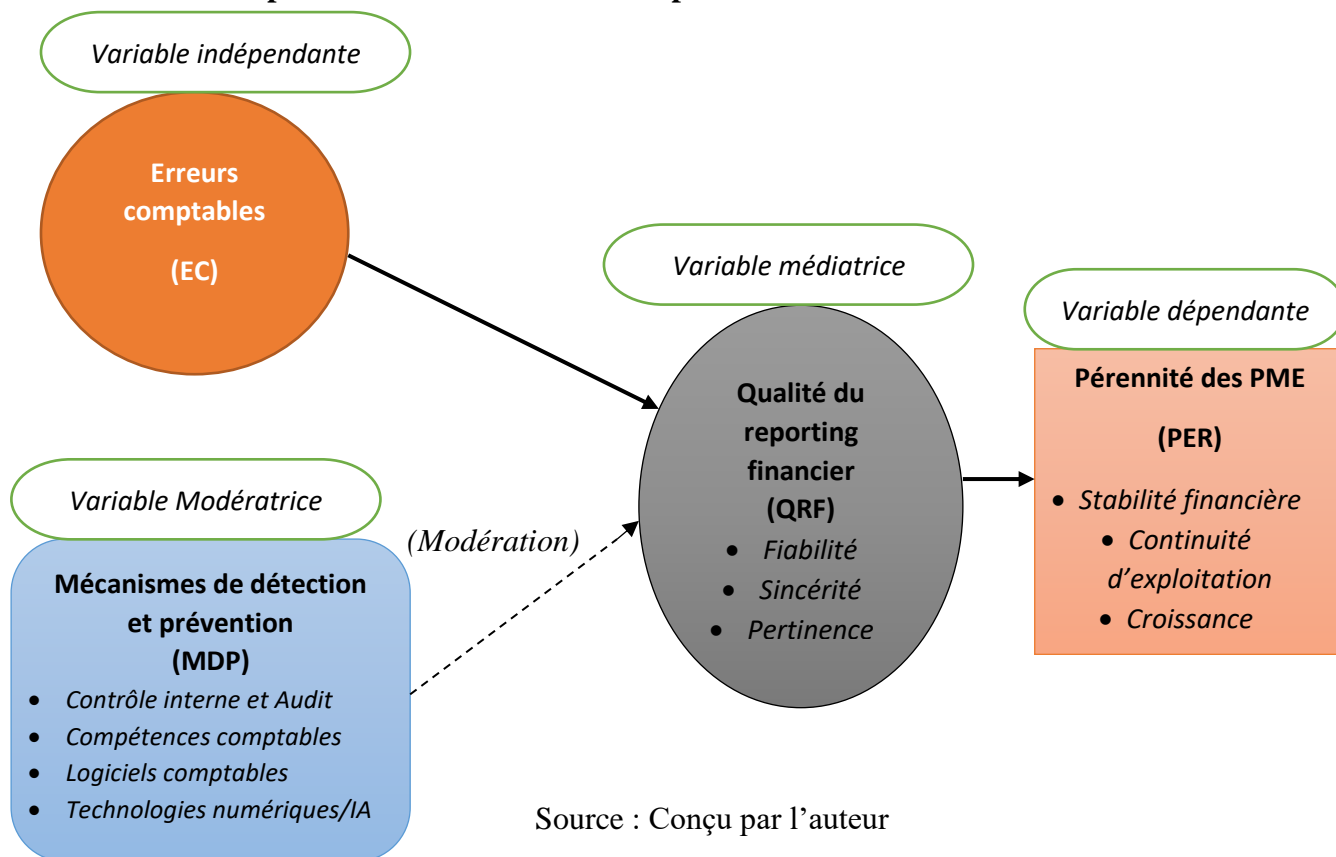 Variable indépendante
Erreurs
comptables
(EC)
Variable médiatrice
Variable dépendante
Qualité du
reporting
financier
(QRF)
• Fiabilité
• Sincérité
• Pertinence
Pérennité des PME
(PER)
• Stabilité financière
• Continuité
d’exploitation
• Croissance
Variable Modératrice
(Modération)
Mécanismes de détection
et prévention
(MDP)
• Contrôle interne et Audit
• Compétences comptables
• Logiciels comptables
• Technologies numériques/IA
Source : Conçu par l’auteur